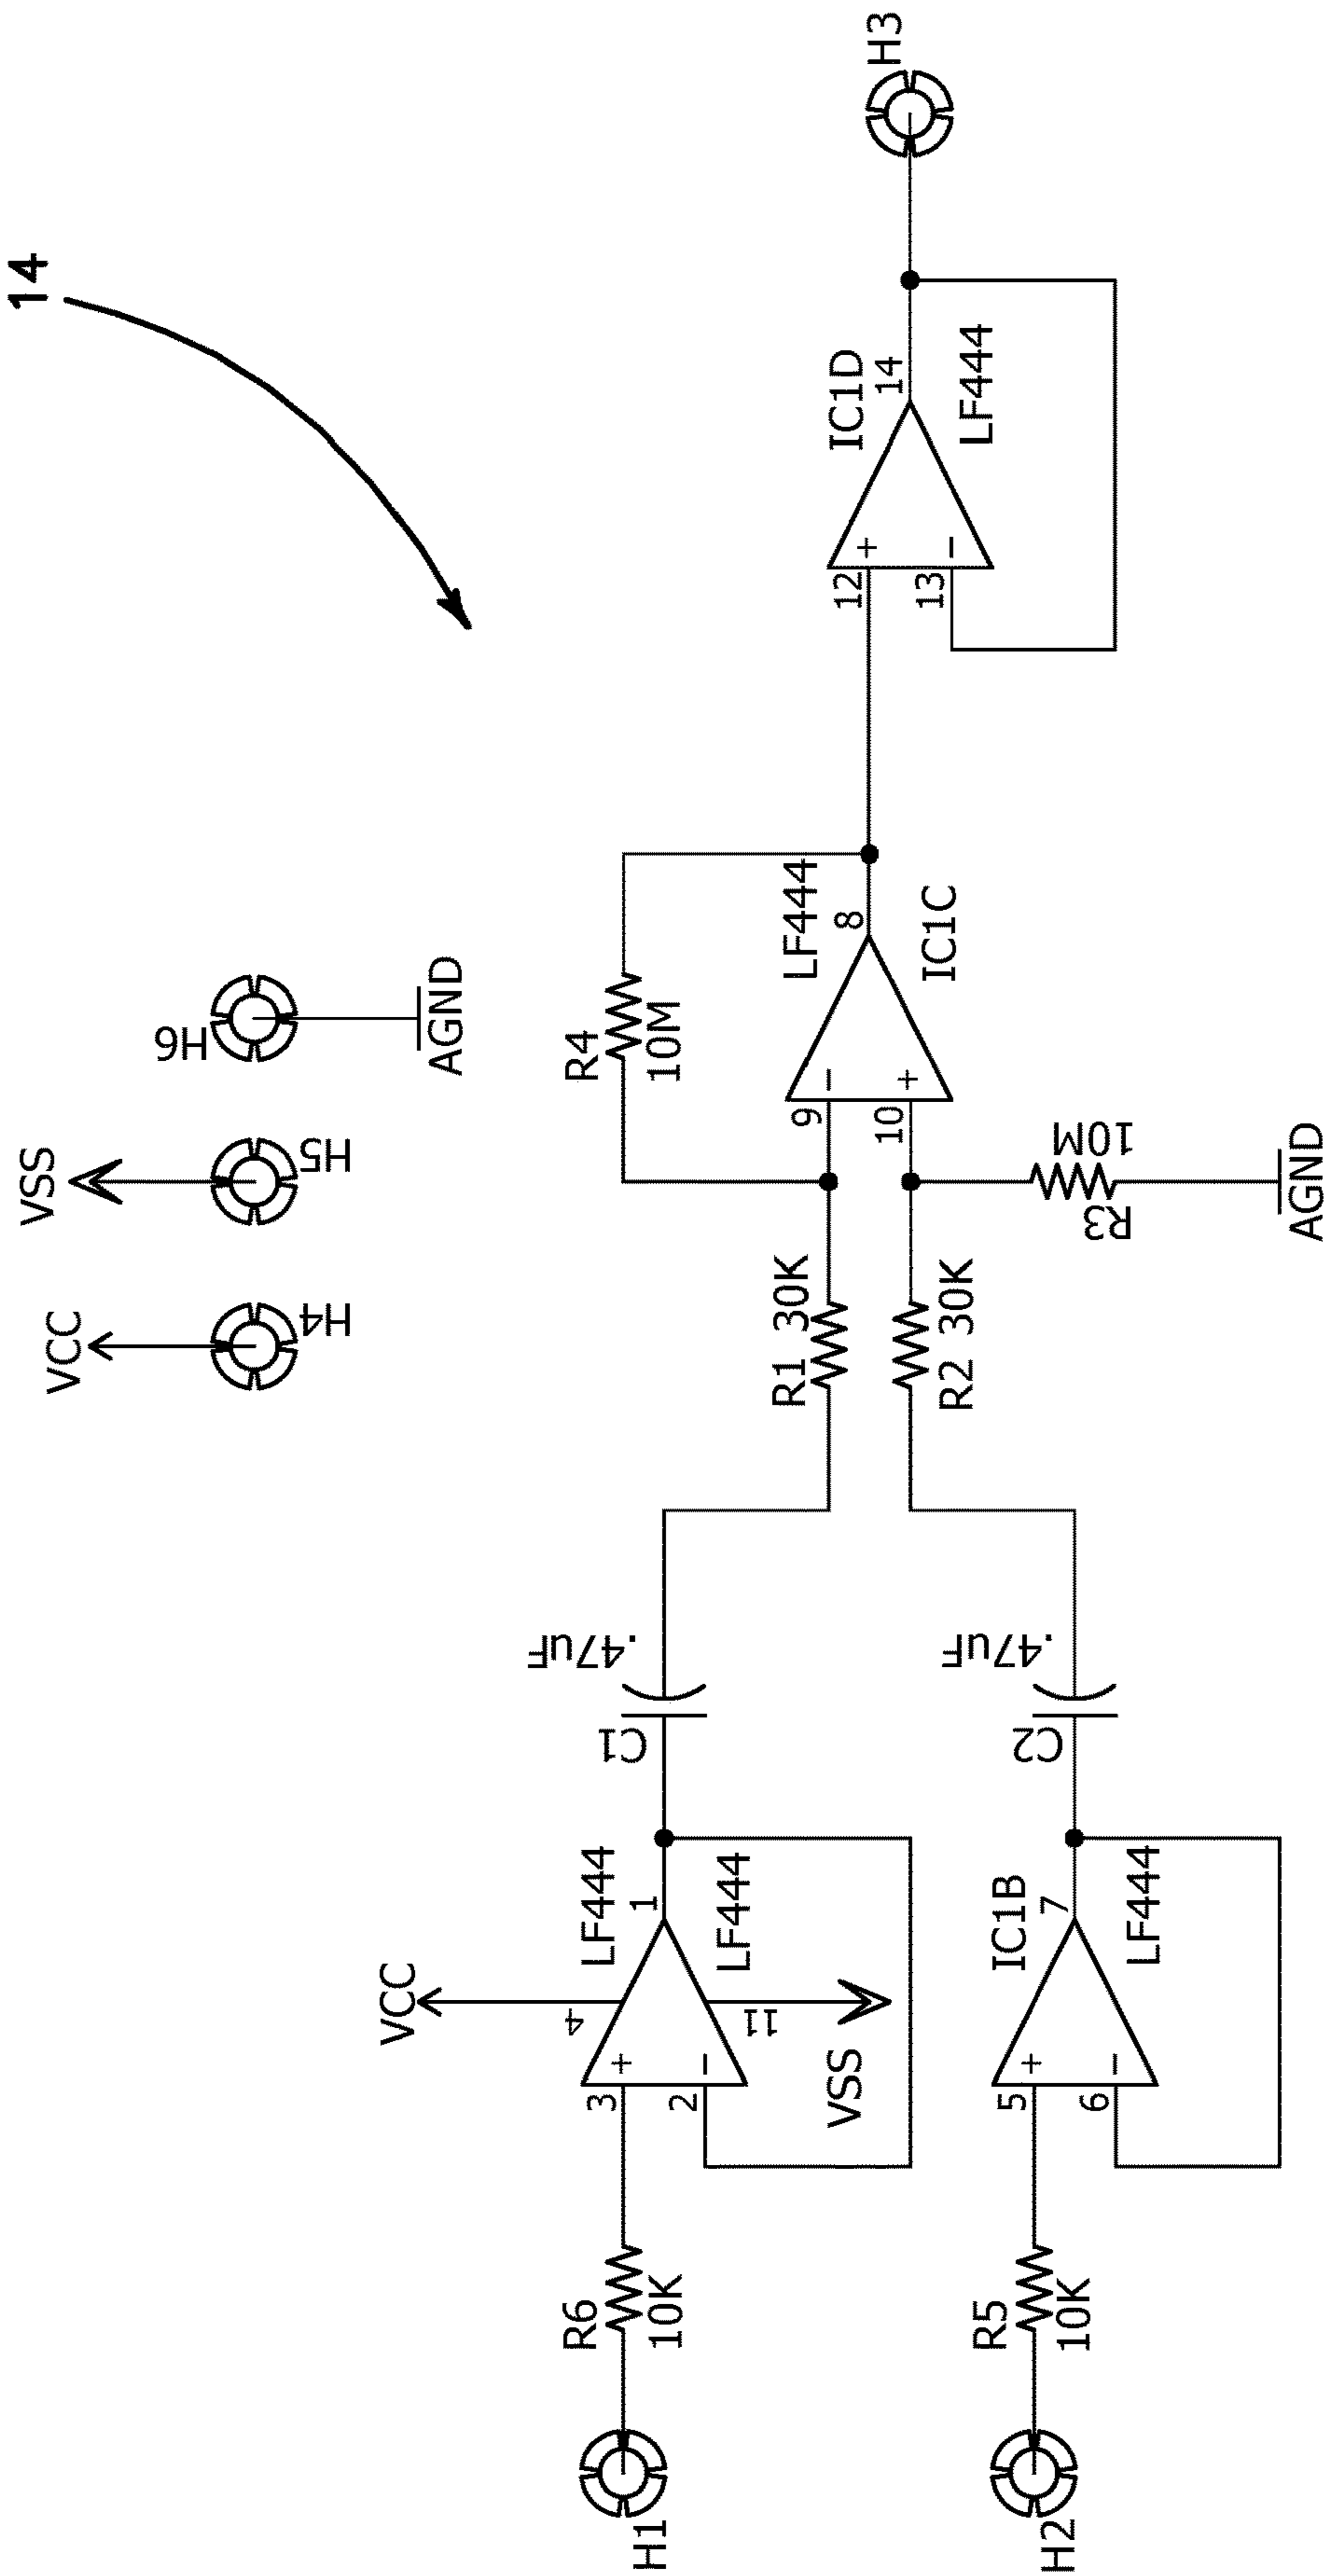 14
VCC
VSS
H4
H5
H6
AGND
H1
R6
10K
3
2
+
−
4
VCC
11
VSS
LF444
1
LF444
C1
.47uF
R1 30K
R4
10M
9
10
−
+
LF444
8
IC1C
12
13
+
−
IC1D
14
LF444
H3
H2
R5
10K
5
6
+
−
IC1B
7
LF444
C2
.47uF
R2 30K
R3
10M
AGND